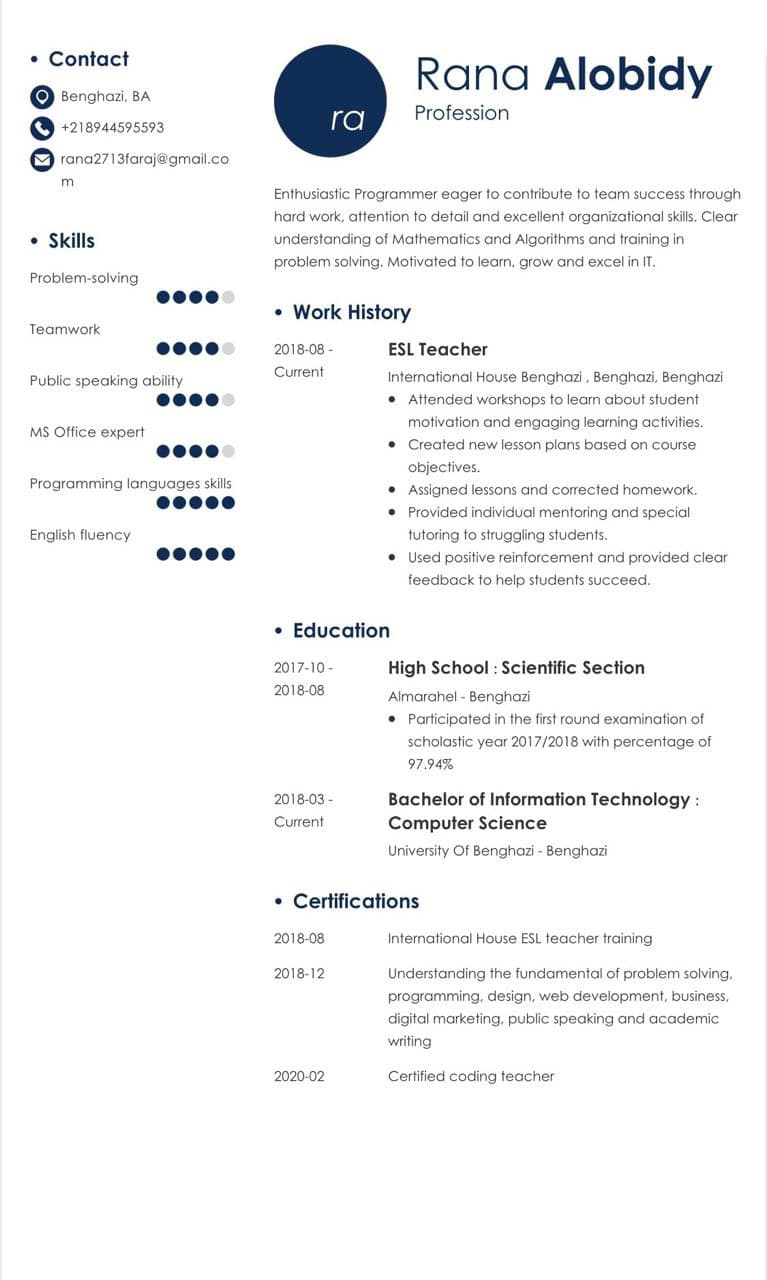 • Contact
Benghazi, BA
+218944595593
rana2713faraj@gmail.co
m
• Skills
Problem-solving
Teamwork
Public speaking ability
MS Office expert
Programming languages skills
English fluency
ra
Rana Alobidy
Profession
Enthusiastic Programmer eager to contribute to team success through
hard work, attention to detail and excellent organizational skills. Clear
understanding of Mathematics and Algorithms and training in
problem solving. Motivated to learn, grow and excel in IT.
• Work History
2018-08 -
Current
ESL Teacher
International House Benghazi , Benghazi, Benghazi
• Attended workshops to learn about student
motivation and engaging learning activities.
• Created new lesson plans based on course
objectives.
• Assigned lessons and corrected homework.
• Provided individual mentoring and special
tutoring to struggling students.
• Used positive reinforcement and provided clear
feedback to help students succeed.
• Education
2017-10 -
2018-08
High School : Scientific Section
Almarahel - Benghazi
• Participated in the first round examination of
scholastic year 2017/2018 with percentage of
97.94%
2018-03 -
Current
Bachelor of Information Technology :
Computer Science
University Of Benghazi - Benghazi
• Certifications
2018-08
International House ESL teacher training
2018-12
Understanding the fundamental of problem solving,
programming, design, web development, business,
digital marketing, public speaking and academic
writing
2020-02
Certified coding teacher